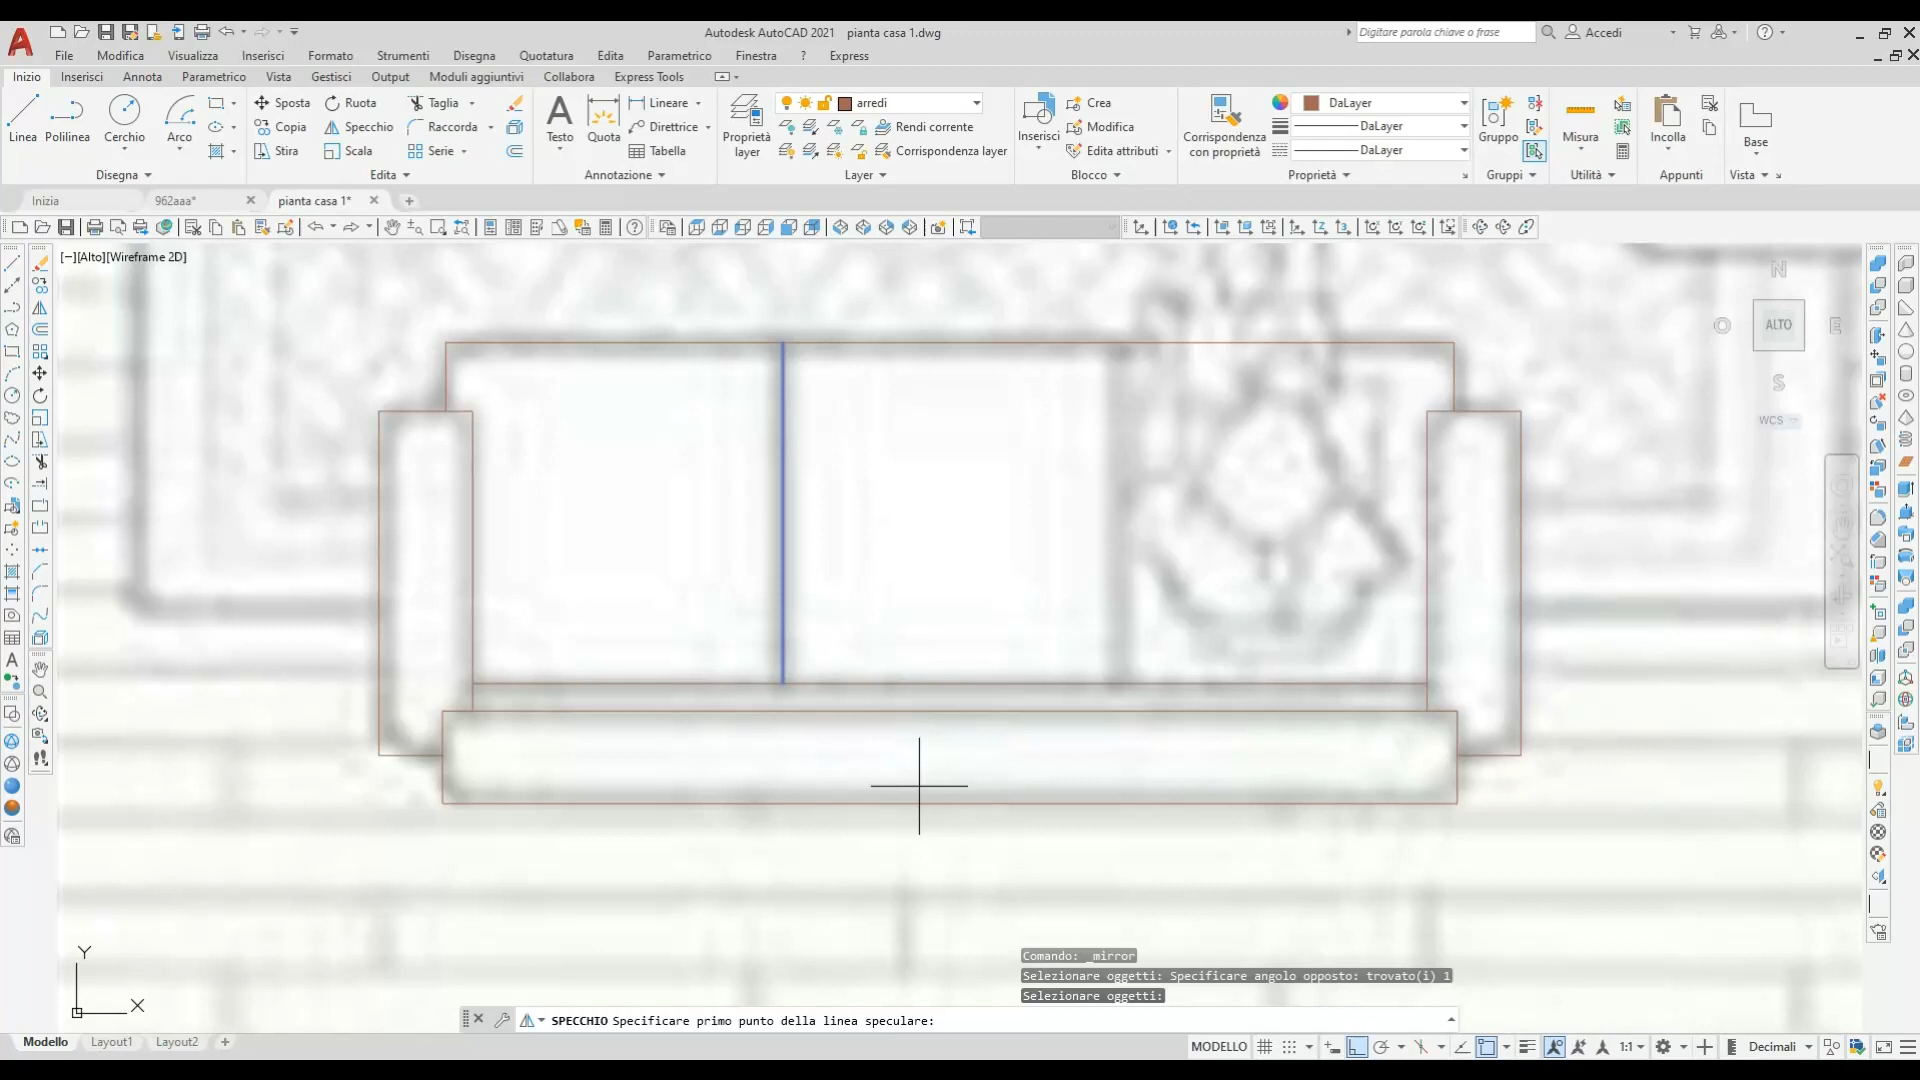 Autodesk AutoCAD 2021 pianta casa 1.dwg
Digitare parola chiave o frase
Accedi
File Modifica Visualizza Inserisci Formato Strumenti Disegna Quotatura Edita Parametrico Finestra ? Express
Inizio Inserisci Annota Parametrico Vista Gestisci Output Moduli aggiuntivi Collabora Express Tools
Linea
Polilinea
Cerchio
Arco
Disegna
Sposta Ruota Taglia
Copia Specchio Raccorda
Stira Scala Serie
Edita
Testo
Quota
Lineare
Direttrice
Tabella
Annotazione
Proprietà
layer
arredi
Rendi corrente
Corrispondenza layer
Layer
Inserisci
Crea
Modifica
Edita attributi
Blocco
Corrispondenza
con proprietà
DaLayer
DaLayer
DaLayer
Proprietà
Gruppo
Gruppi
Misura
Utilità
Incolla
Appunti
Base
Vista
Inizia 962aaa* pianta casa 1*
[−][Alto][Wireframe 2D]
N
O ALTO E
S
WCS
Y
X
Comando: _mirror
Selezionare oggetti: Specificare angolo opposto: trovato(i) 1
Selezionare oggetti:
SPECCHIO Specificare primo punto della linea speculare:
Modello Layout1 Layout2 +
MODELLO 1:1 Decimali